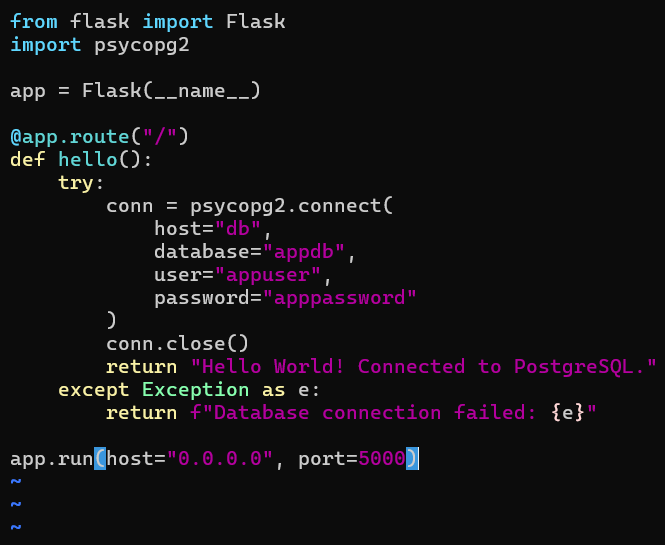 from flask import Flask
import psycopg2

app = Flask(__name__)

@app.route("/")
def hello():
    try:
        conn = psycopg2.connect(
            host="db",
            database="appdb",
            user="appuser",
            password="apppassword"
        )
        conn.close()
        return "Hello World! Connected to PostgreSQL."
    except Exception as e:
        return f"Database connection failed: {e}"

app.run(host="0.0.0.0", port=5000)
~
~
~